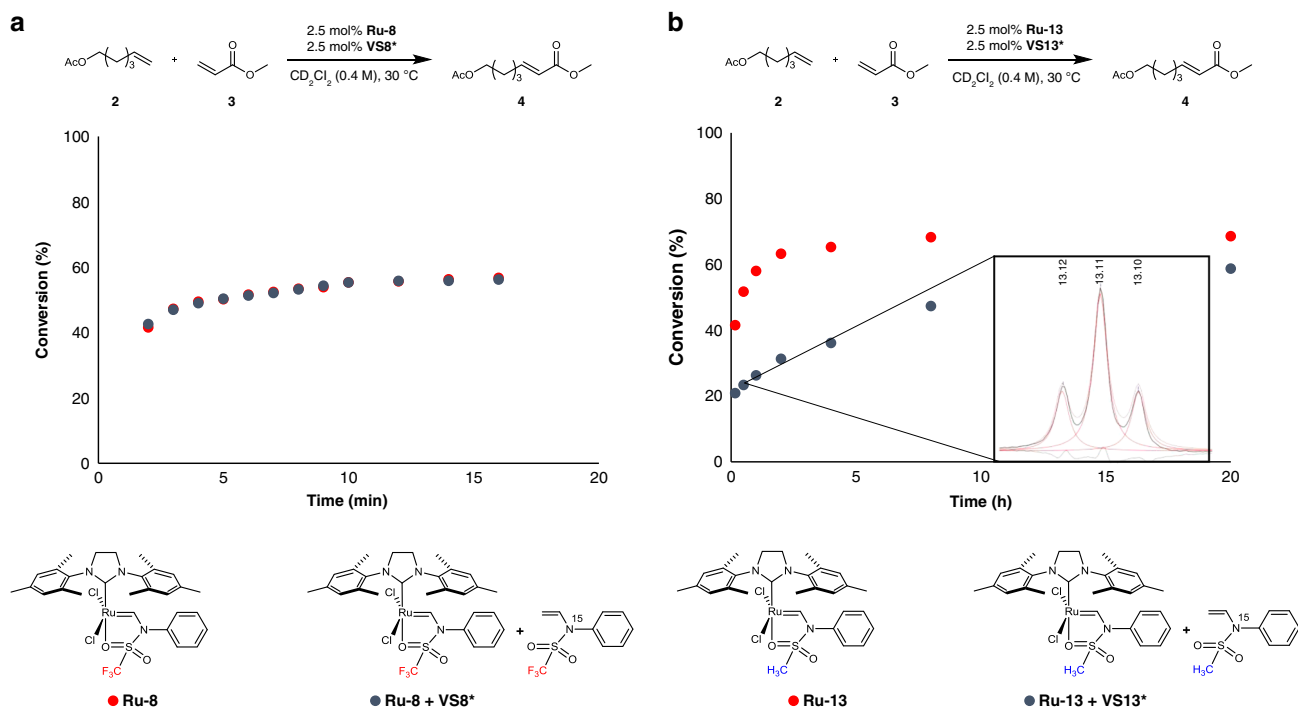 a
2.5 mol% Ru-8
2.5 mol% VS8*
CD2Cl2 (0.4 M), 30 °C
AcO
3
+
O
O
AcO
3
O
O
2
3
4
Conversion (%)
100
80
60
40
20
0
0
5
10
15
20
Time (min)
N
N
Cl
Ru
Cl
N
O
S
O
F3C
Ru-8
N
N
Cl
Ru
Cl
N
O
S
O
F3C
+
15
N
O
S
O
F3C
Ru-8 + VS8*
b
2.5 mol% Ru-13
2.5 mol% VS13*
CD2Cl2 (0.4 M), 30 °C
AcO
3
+
O
O
AcO
3
O
O
2
3
4
Conversion (%)
100
80
60
40
20
0
0
5
10
15
20
Time (h)
13.12
13.11
13.10
N
N
Cl
Ru
Cl
N
O
S
O
H3C
Ru-13
N
N
Cl
Ru
Cl
N
O
S
O
H3C
+
15
N
O
S
O
H3C
Ru-13 + VS13*